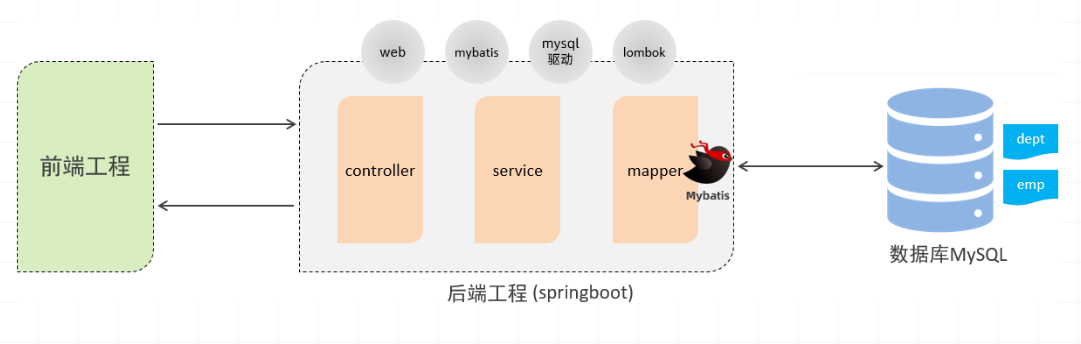 web
mybatis
mysql
驱动
lombok
前端工程
controller
service
mapper
Mybatis
dept
emp
数据库MySQL
后端工程 (springboot)